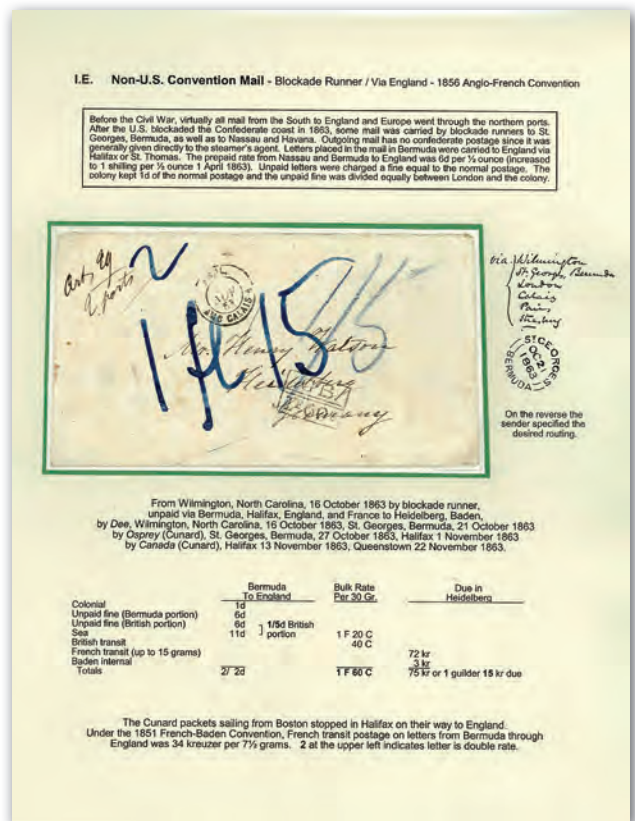 I.E. Non-U.S. Convention Mail - Blockade Runner / Via England - 1856 Anglo-French Convention
Before the Civil War, virtually all mail from the South to England and Europe went through the northern ports.
After the U.S. blockaded the Confederate coast in 1863, some mail was carried by blockade runners to St.
Georges, Bermuda, as well as to Nassau and Havana. Outgoing mail has no confederate postage since it was
generally given directly to the steamer's agent. Letters placed in the mail in Bermuda were carried to England via
Halifax or St. Thomas. The prepaid rate from Nassau and Bermuda to England was 6d per ½ ounce (increased
to 1 shilling per ½ ounce 1 April 1863). Unpaid letters were charged a fine equal to the normal postage. The
colony kept 1d of the normal postage and the unpaid fine was divided equally between London and the colony.
art. 29
2 ports
2
AMB CALAIS
1 fl 15
Mr. Henry
Germany
via Wilmington
St. Georges Bermuda
London
Calais
Paris
ST GEORGES
OC 21
1863
BERMUDA
On the reverse the
sender specified the
desired routing.
From Wilmington, North Carolina, 16 October 1863 by blockade runner,
unpaid via Bermuda, Halifax, England, and France to Heidelberg, Baden,
by Dee, Wilmington, North Carolina, 16 October 1863, St. Georges, Bermuda, 21 October 1863
by Osprey (Cunard), St. Georges, Bermuda, 27 October 1863, Halifax 1 November 1863
by Canada (Cunard), Halifax 13 November 1863, Queenstown 22 November 1863.
Bermuda Bulk Rate Due in
To England Per 30 Gr. Heidelberg
Colonial 1d
Unpaid fine (Bermuda portion) 6d
Unpaid fine (British portion) 6d ] 1/5d British
Sea 11d portion 1 F 20 C
British transit 40 C
French transit (up to 15 grams) 72 kr
Baden internal 3 kr
Totals 2/ 2d 1 F 60 C 75 kr or 1 guilder 15 kr due
The Cunard packets sailing from Boston stopped in Halifax on their way to England.
Under the 1851 French-Baden Convention, French transit postage on letters from Bermuda through
England was 34 kreuzer per 7½ grams. 2 at the upper left indicates letter is double rate.